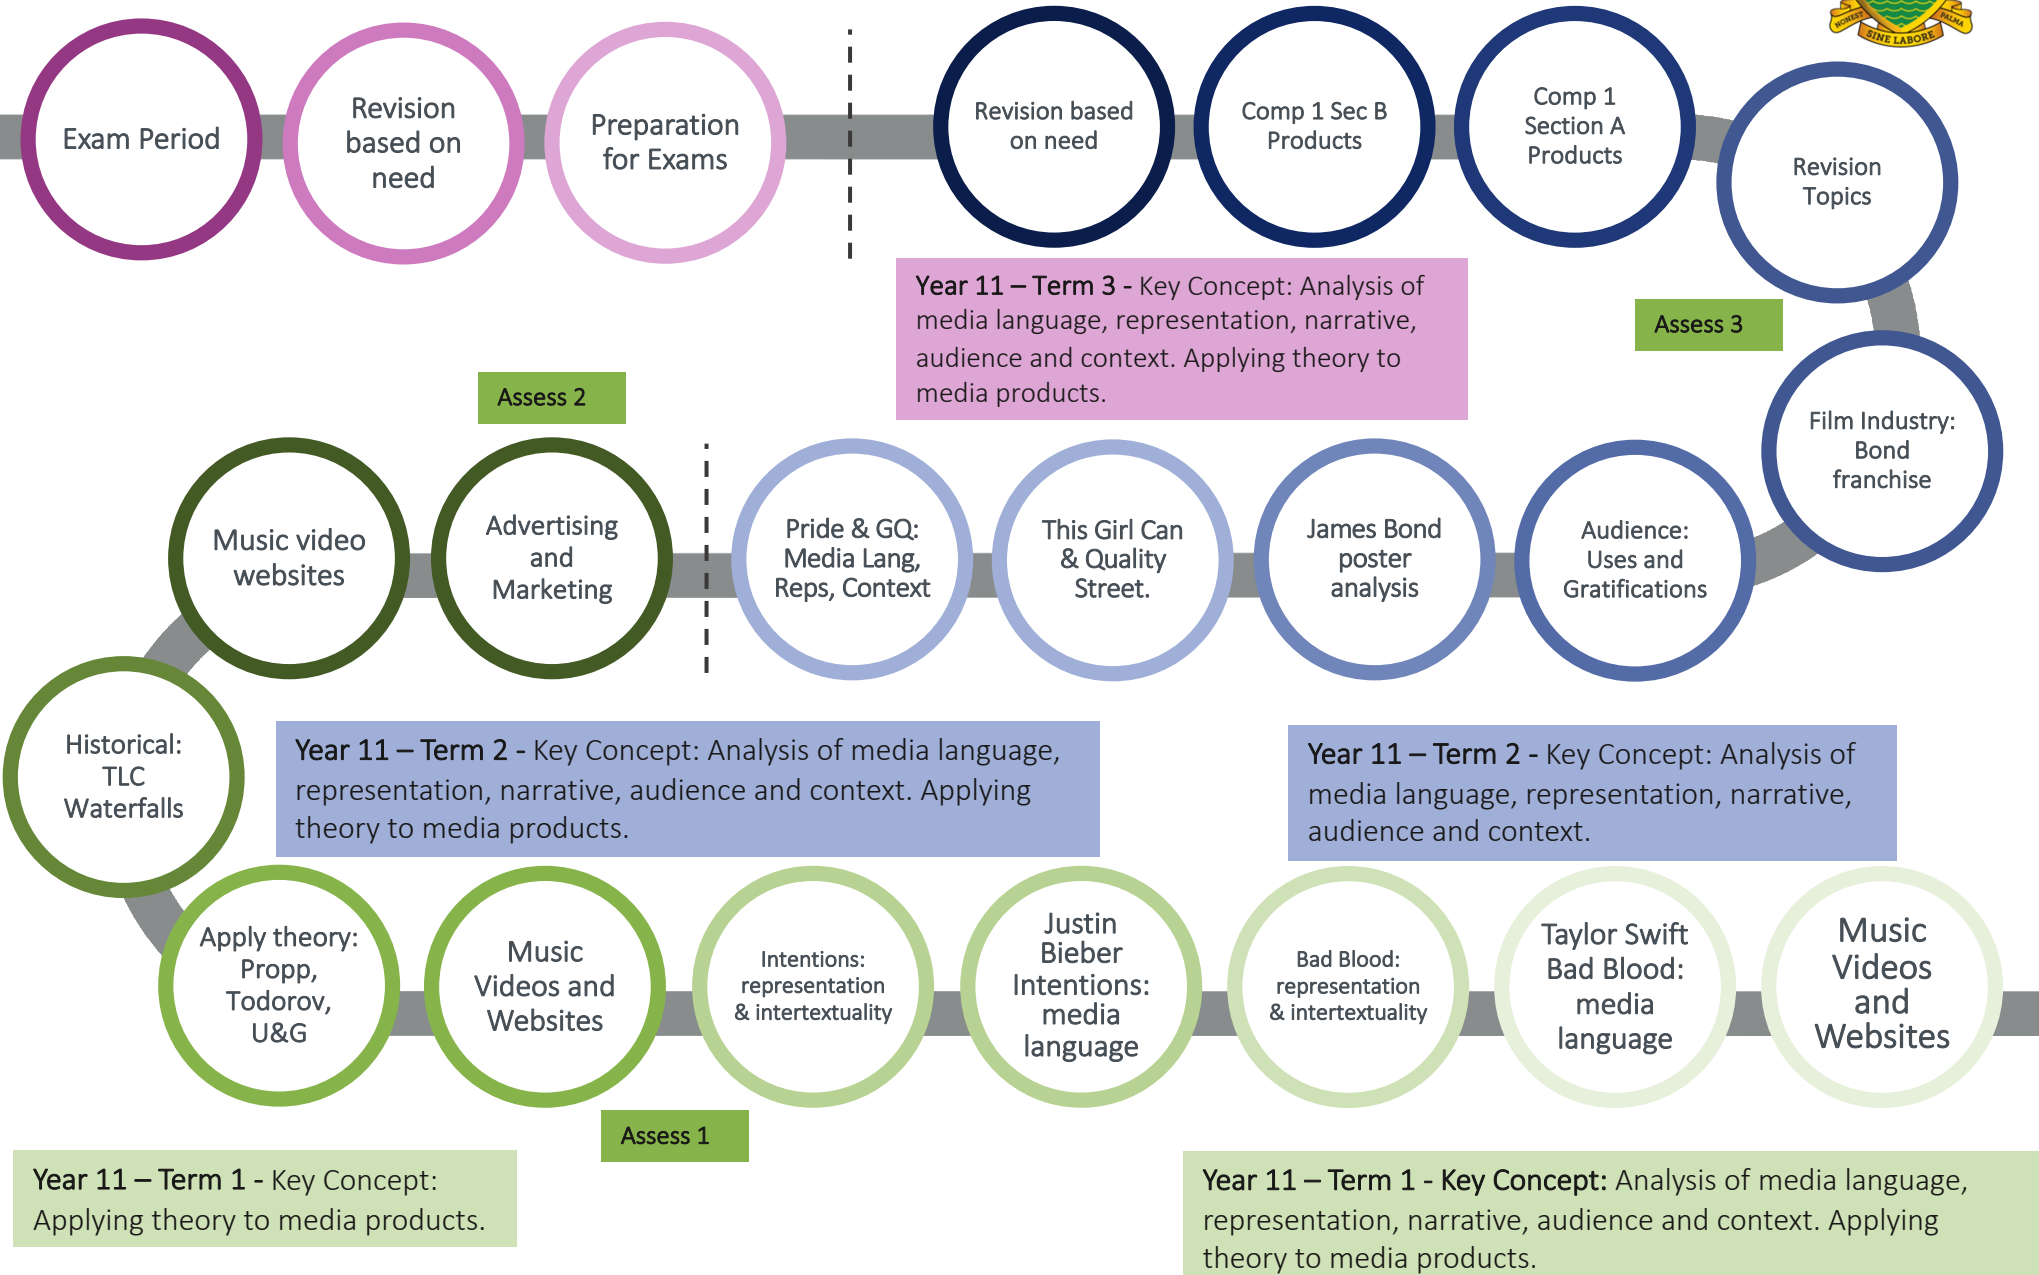 NON EST
PALMA
SINE LABORE
Exam Period
Revision
based on
need
Preparation
for Exams
Revision based
on need
Comp 1 Sec B
Products
Comp 1
Section A
Products
Revision
Topics
Year 11 – Term 3 - Key Concept: Analysis of
media language, representation, narrative,
audience and context. Applying theory to
media products.
Assess 3
Assess 2
Film Industry:
Bond
franchise
Music video
websites
Advertising
and
Marketing
Pride & GQ:
Media Lang,
Reps, Context
This Girl Can
& Quality
Street.
James Bond
poster
analysis
Audience:
Uses and
Gratifications
Historical:
TLC
Waterfalls
Year 11 – Term 2 - Key Concept: Analysis of media language,
representation, narrative, audience and context. Applying
theory to media products.
Year 11 – Term 2 - Key Concept: Analysis of
media language, representation, narrative,
audience and context.
Apply theory:
Propp,
Todorov,
U&G
Music
Videos and
Websites
Intentions:
representation
& intertextuality
Justin
Bieber
Intentions:
media
language
Bad Blood:
representation
& intertextuality
Taylor Swift
Bad Blood:
media
language
Music
Videos
and
Websites
Assess 1
Year 11 – Term 1 - Key Concept:
Applying theory to media products.
Year 11 – Term 1 - Key Concept: Analysis of media language,
representation, narrative, audience and context. Applying
theory to media products.